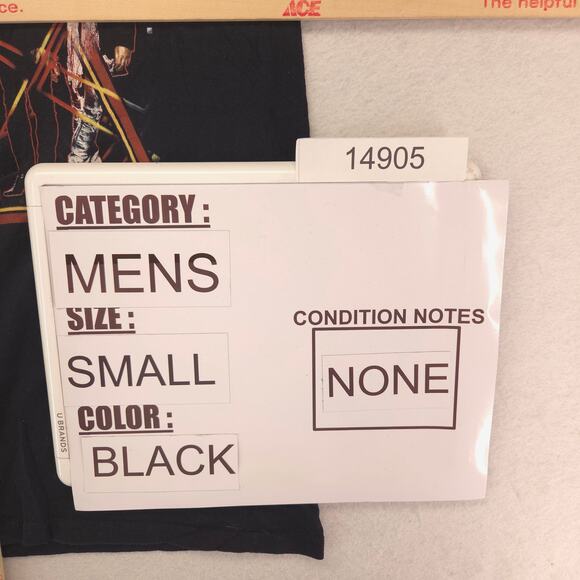 ce.
ACE
The helpful
14905
CATEGORY :
MENS
SIZE :
SMALL
COLOR :
BLACK
CONDITION NOTES
NONE
U BRANDS